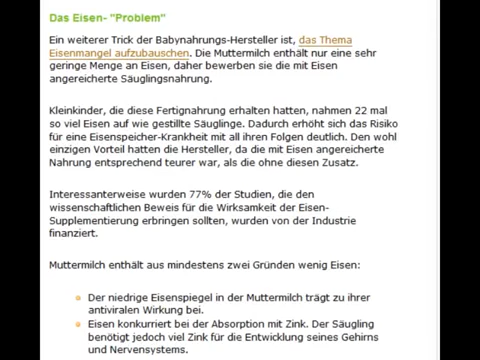 Das Eisen- "Problem"
Ein weiterer Trick der Babynahrungs-Hersteller ist, das Thema
Eisenmangel aufzubauschen. Die Muttermilch enthält nur eine sehr
geringe Menge an Eisen, daher bewerben sie die mit Eisen
angereicherte Säuglingsnahrung.
Kleinkinder, die diese Fertignahrung erhalten hatten, nahmen 22 mal
so viel Eisen auf wie gestillte Säuglinge. Dadurch erhöht sich das Risiko
für eine Eisenspeicher-Krankheit mit all ihren Folgen deutlich. Den wohl
einzigen Vorteil hatten die Hersteller, da die mit Eisen angereicherte
Nahrung entsprechend teurer war, als die ohne diesen Zusatz.
Interessanterweise wurden 77% der Studien, die den
wissenschaftlichen Beweis für die Wirksamkeit der Eisen-
Supplementierung erbringen sollten, wurden von der Industrie
finanziert.
Muttermilch enthält aus mindestens zwei Gründen wenig Eisen:
Der niedrige Eisenspiegel in der Muttermilch trägt zu ihrer
antiviralen Wirkung bei.
Eisen konkurriert bei der Absorption mit Zink. Der Säugling
benötigt jedoch viel Zink für die Entwicklung seines Gehirns
und Nervensystems.